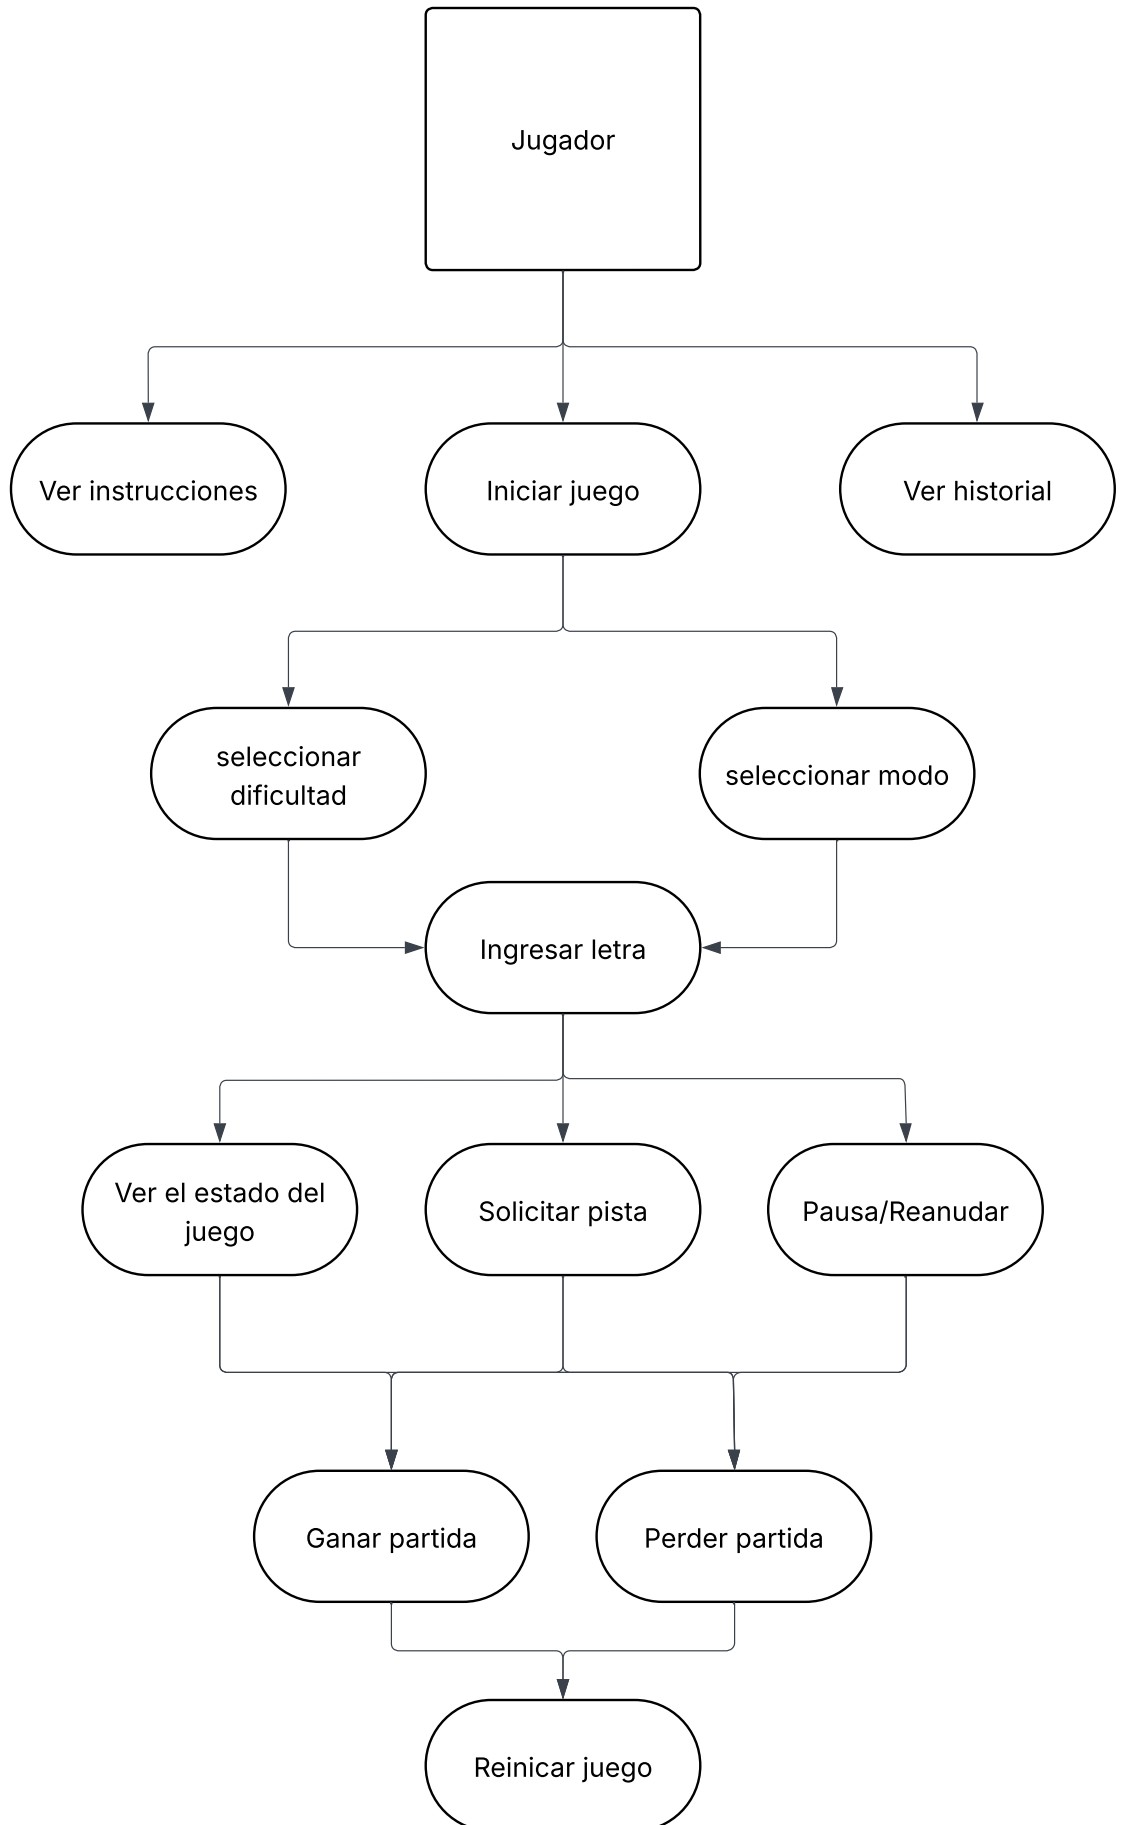 Jugador
Ver instrucciones
Iniciar juego
Ver historial
seleccionar
dificultad
seleccionar modo
Ingresar letra
Ver el estado del
juego
Solicitar pista
Pausa/Reanudar
Ganar partida
Perder partida
Reinicar juego